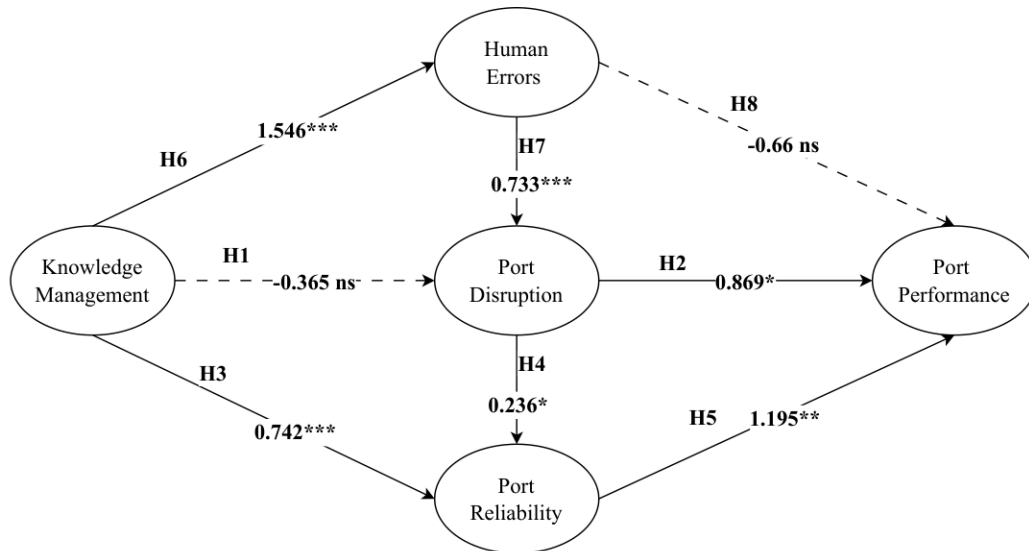 Human
Errors
H8
-0.66 ns
1.546***
H6
H7
0.733***
Knowledge
Management
H1
-0.365 ns
Port
Disruption
H2
0.869*
Port
Performance
H3
0.742***
H4
0.236*
H5
1.195**
Port
Reliability